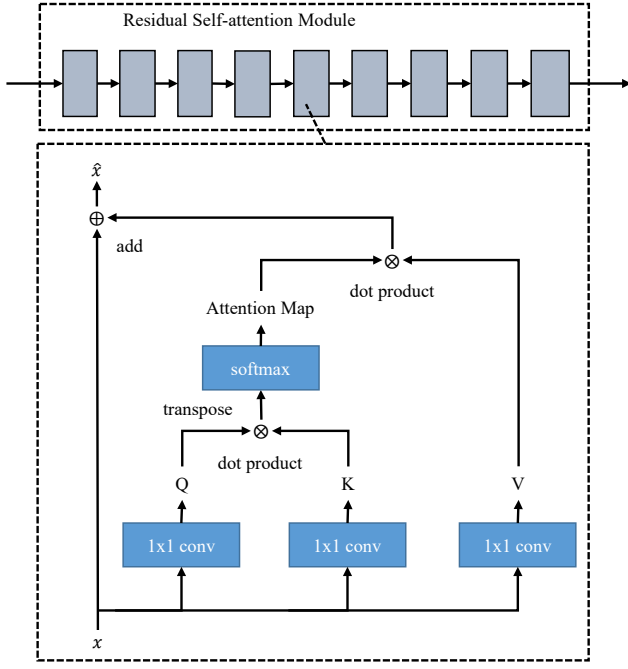 Residual Self-attention Module
x̂
⊕
add
⊗
dot product
Attention Map
softmax
transpose
⊗
dot product
Q K V
1x1 conv 1x1 conv 1x1 conv
x